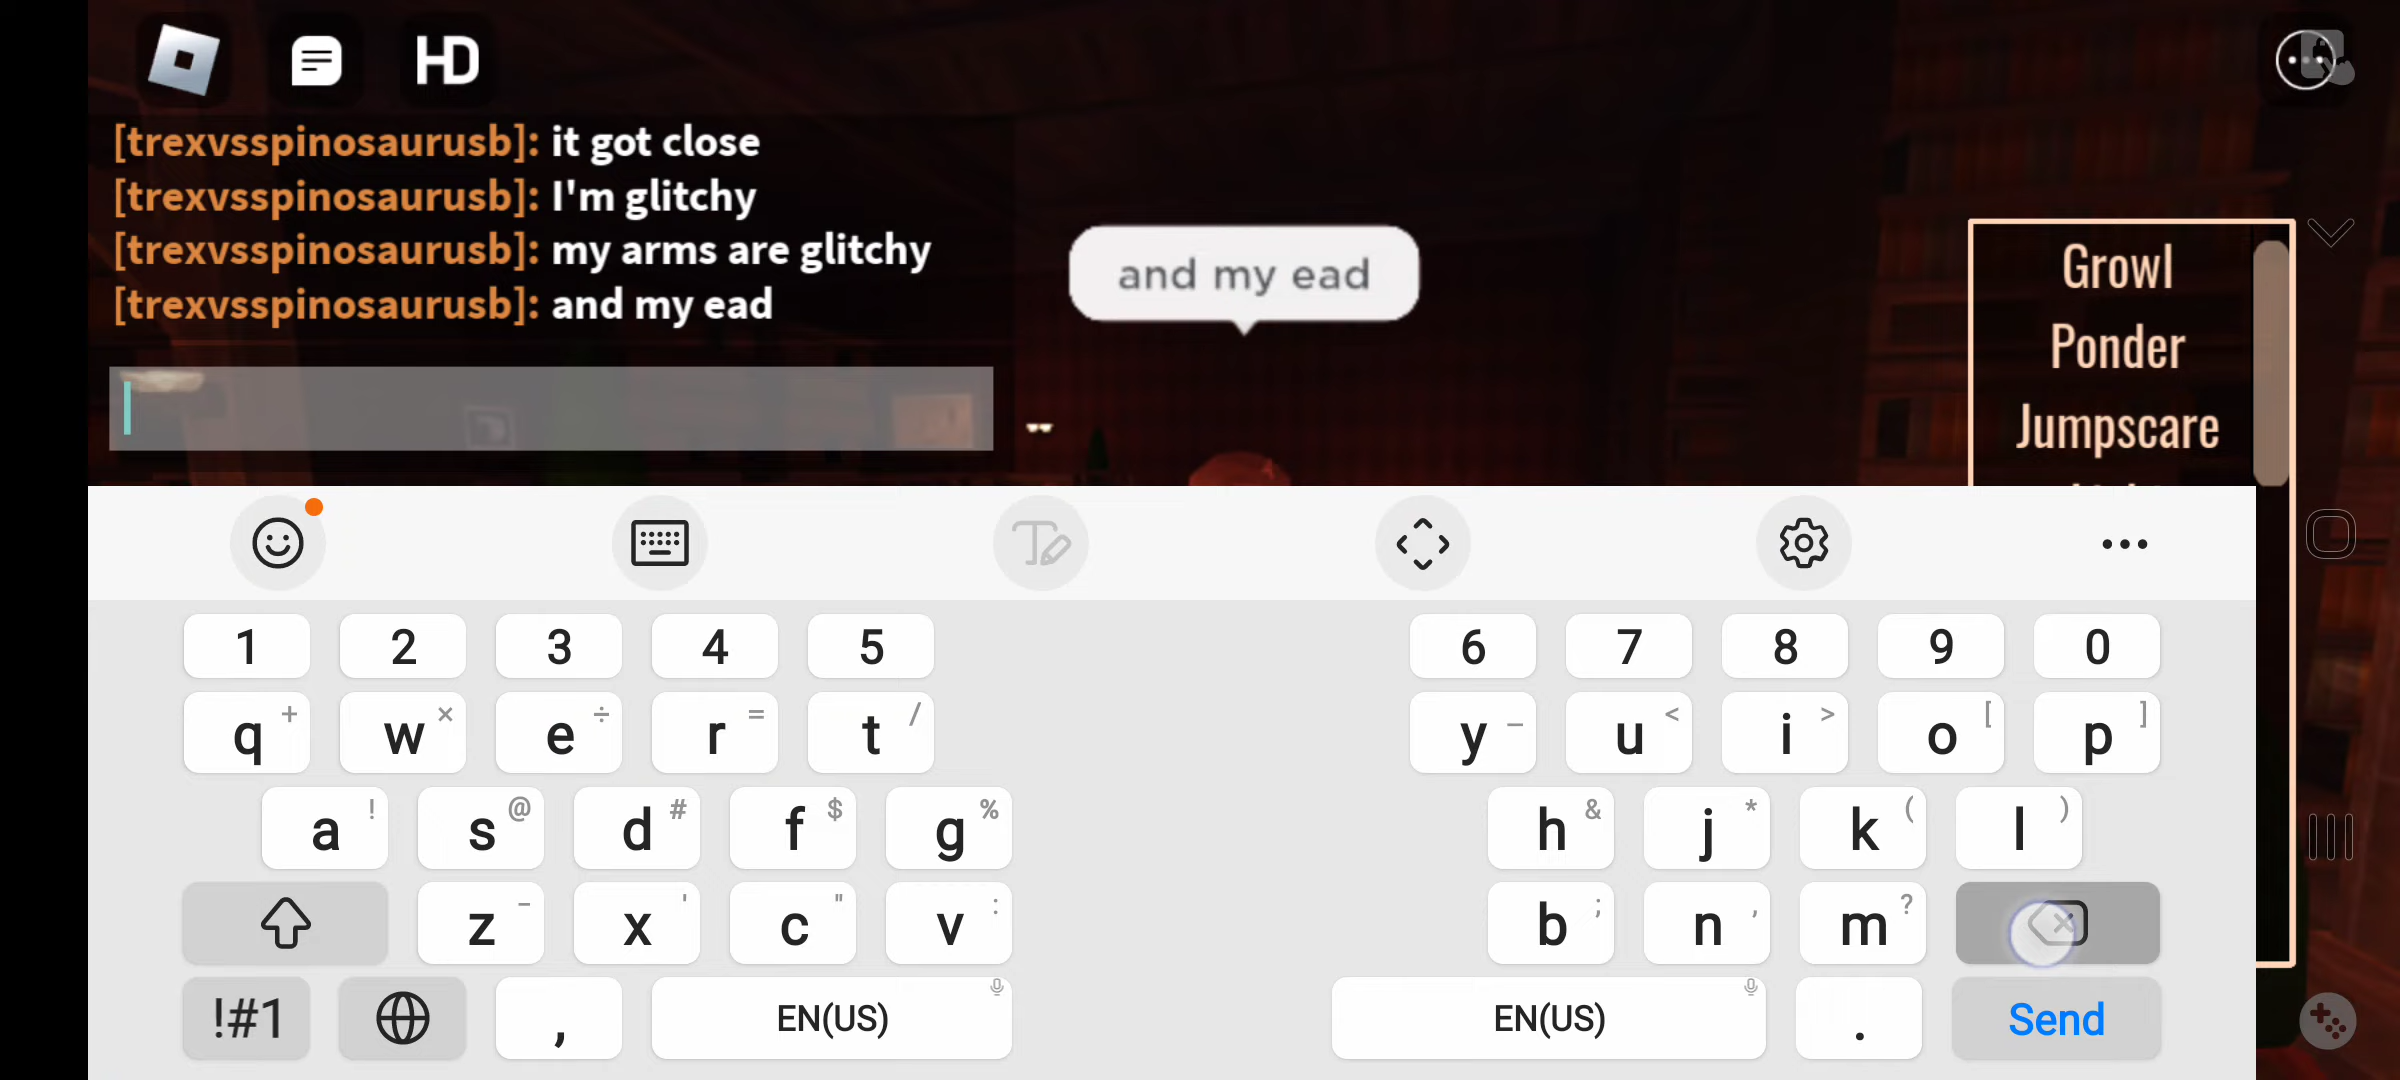 HD
[trexvsspinosaurusb]: it got close
[trexvsspinosaurusb]: I'm glitchy
[trexvsspinosaurusb]: my arms are glitchy
[trexvsspinosaurusb]: and my ead
and my ead
Growl
Ponder
Jumpscare
1 2 3 4 5 6 7 8 9 0
q + w × e ÷ r = t / y _ u < i > o [ p ]
a ! s @ d # f $ g % h & j * k ( l )
z - x ' c " v : b ; n , m ?
!#1 , EN(US) EN(US) . Send